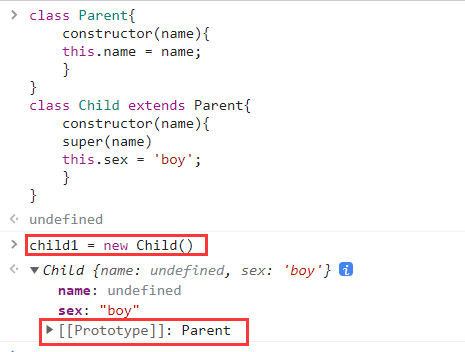 class Parent{
constructor(name){
this.name = name;
}
}
class Child extends Parent{
constructor(name){
super(name)
this.sex = 'boy';
}
}
undefined
child1 = new Child()
Child {name: undefined, sex: 'boy'} i
name: undefined
sex: "boy"
[[Prototype]]: Parent